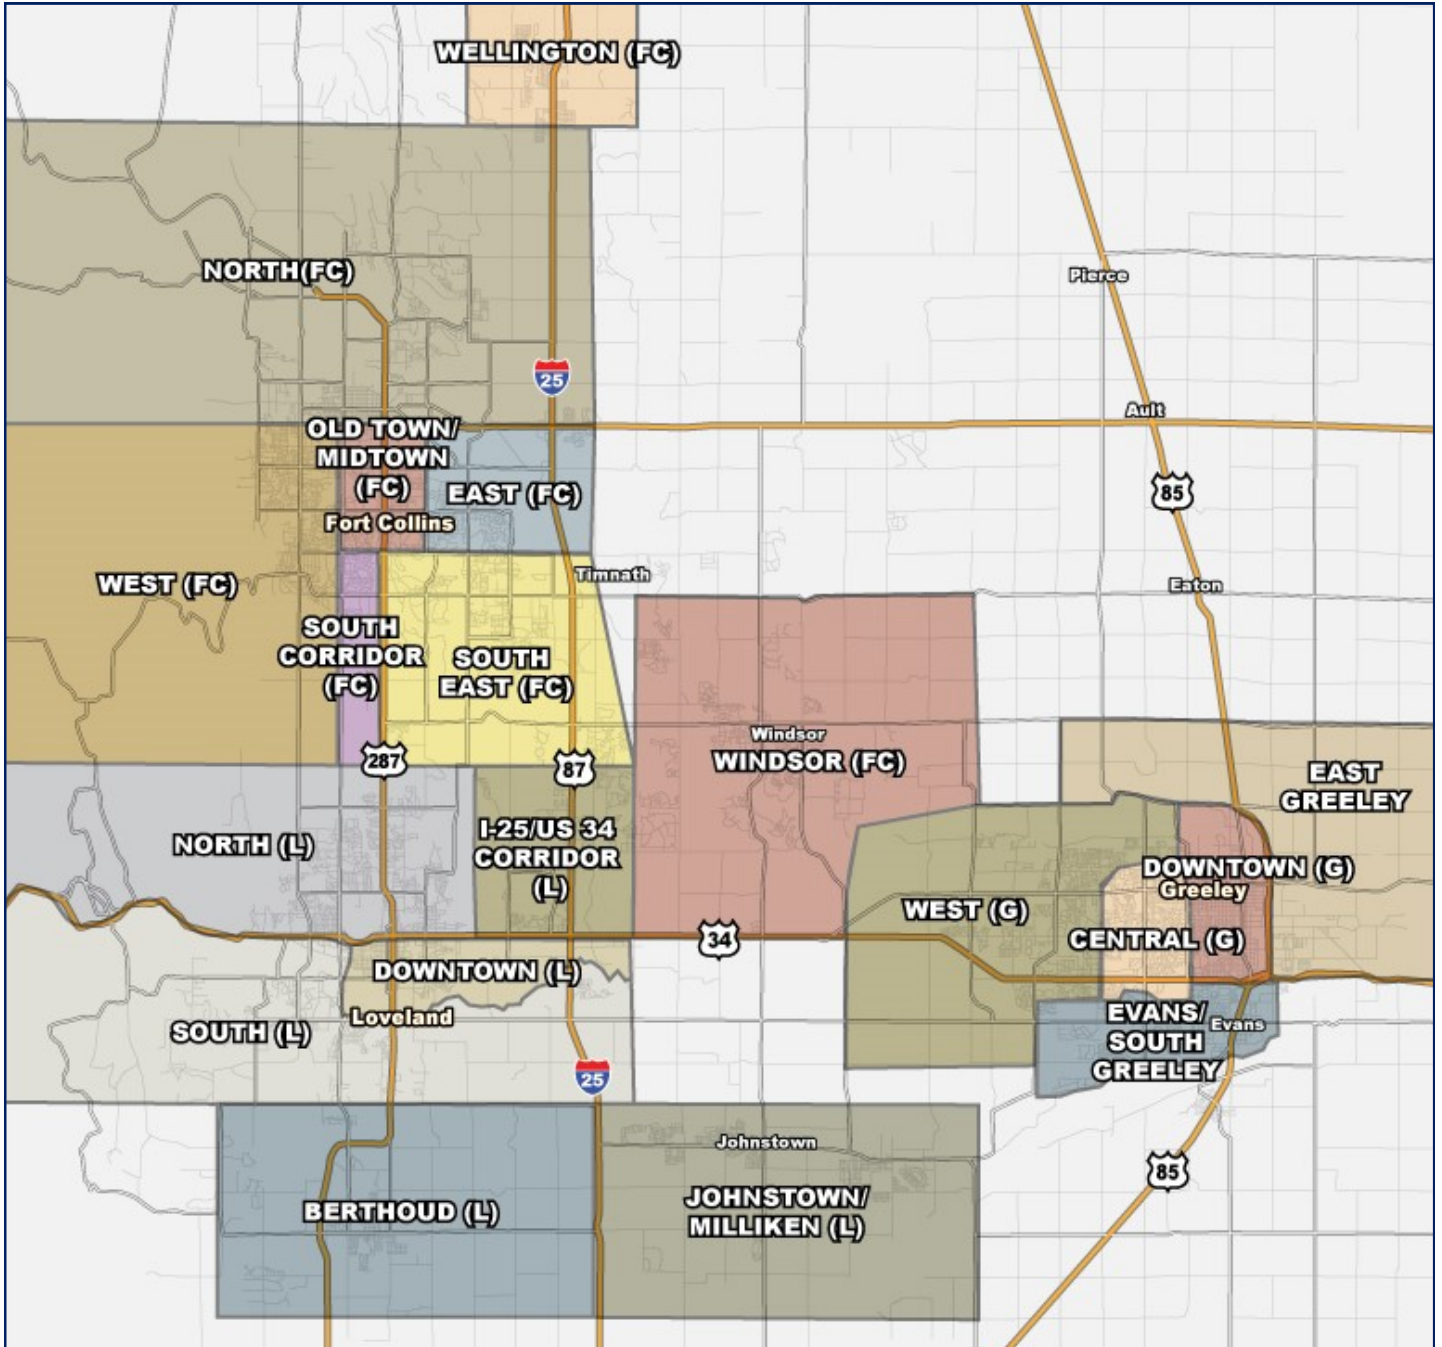 WELLINGTON (FC)
NORTH(FC)
Pierce
25
Ault
OLD TOWN/
MIDTOWN
(FC)
EAST (FC)
85
Fort Collins
Timnath
WEST (FC)
Eaton
SOUTH
CORRIDOR
(FC)
SOUTH
EAST (FC)
Windsor
WINDSOR (FC)
287
87
EAST
GREELEY
I-25/US 34
CORRIDOR
(L)
NORTH (L)
DOWNTOWN (G)
Greeley
WEST (G)
34
CENTRAL (G)
DOWNTOWN (L)
Loveland
SOUTH (L)
EVANS/
SOUTH
GREELEY
Evans
25
Johnstown
85
BERTHOUD (L)
JOHNSTOWN/
MILLIKEN (L)